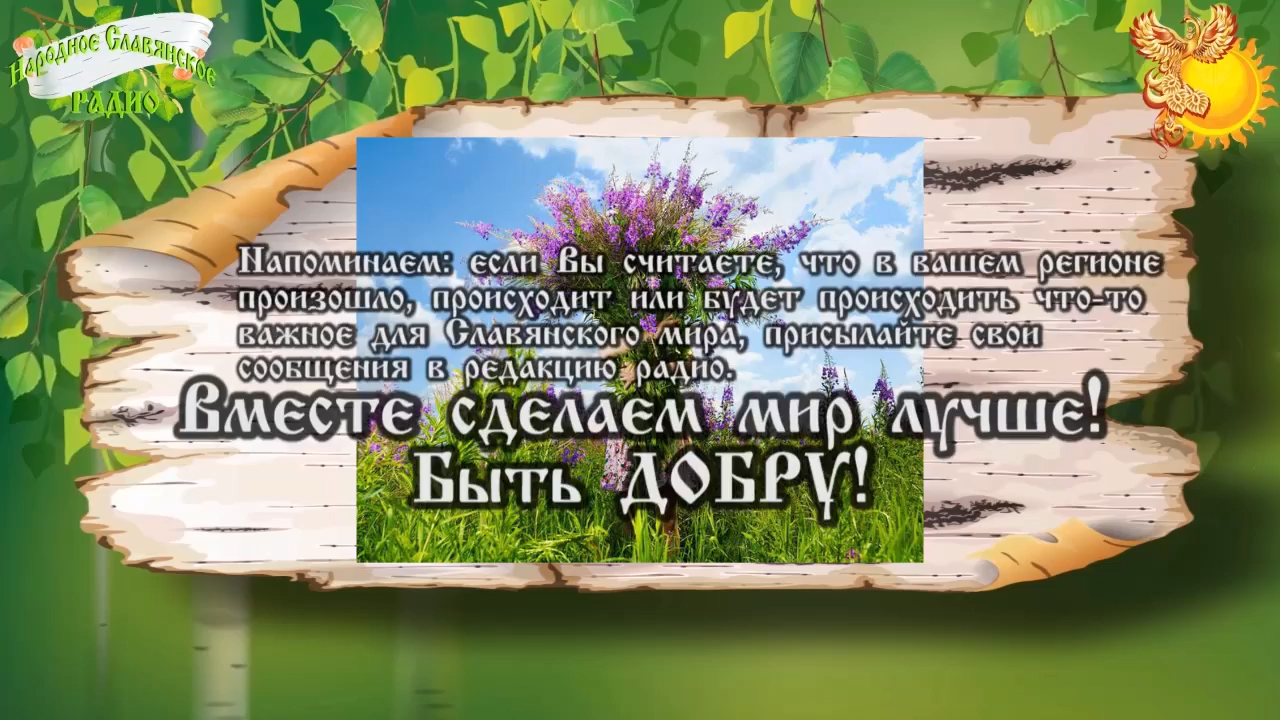 Народное Славянское
РАДИО
Напоминаем: если Вы считаете, что в вашем регионе
произошло, происходит или будет происходить что-то
важное для Славянского мира, присылайте свои
сообщения в редакцию радио.
Вместе сделаем мир лучше!
Быть ДОБРУ!